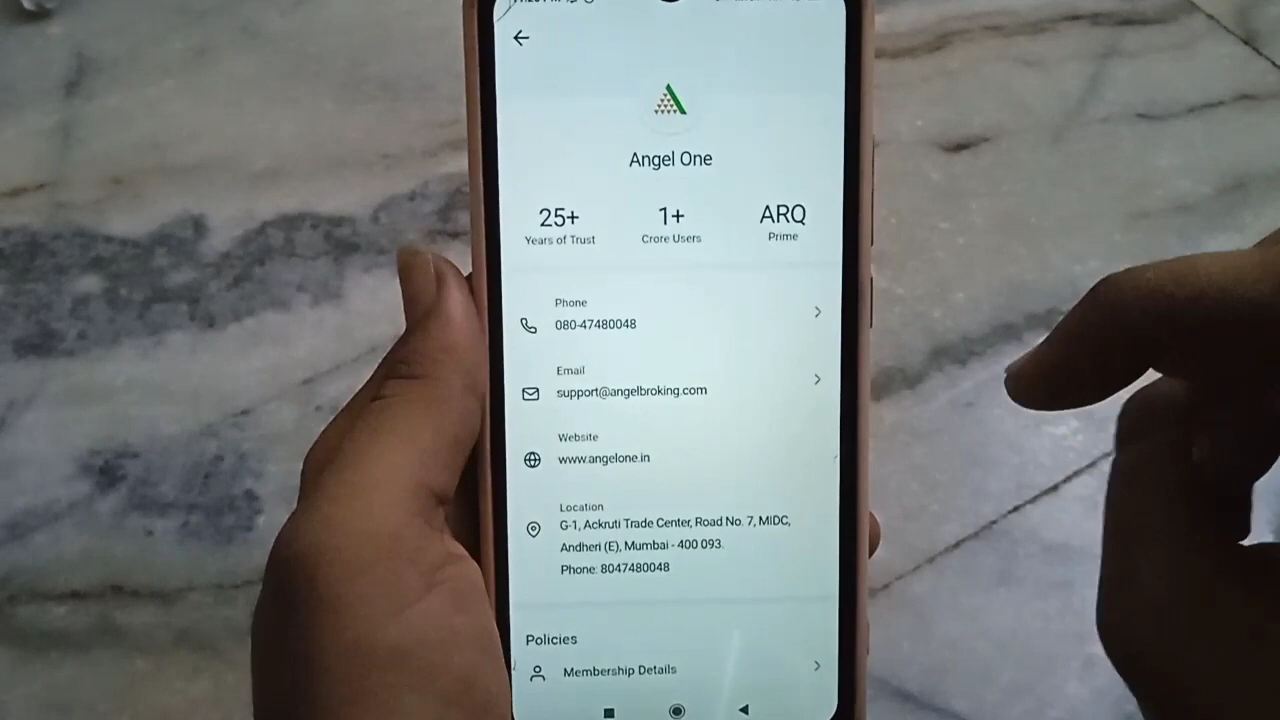 Angel One
25+ 1+ ARQ
Years of Trust Crore Users Prime
Phone
080-47480048
Email
support@angelbroking.com
Website
www.angelone.in
Location
G-1, Ackruti Trade Center, Road No. 7, MIDC,
Andheri (E), Mumbai - 400 093.
Phone: 8047480048
Policies
Membership Details